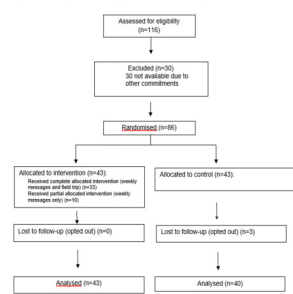 Assessed for eligibility
(n=116)
Excluded (n=30)
30 not available due to
other commitments
Randomised (n=86)
Allocated to intervention (n=43):
Received complete allocated intervention (weekly
messages and field trip) (n=33)
Received partial allocated intervention (weekly
messages only) (n=10)
Allocated to control (n=43):
Lost to follow-up (opted out) (n=0)
Lost to follow-up (opted out) (n=3)
Analysed (n=43)
Analysed (n=40)